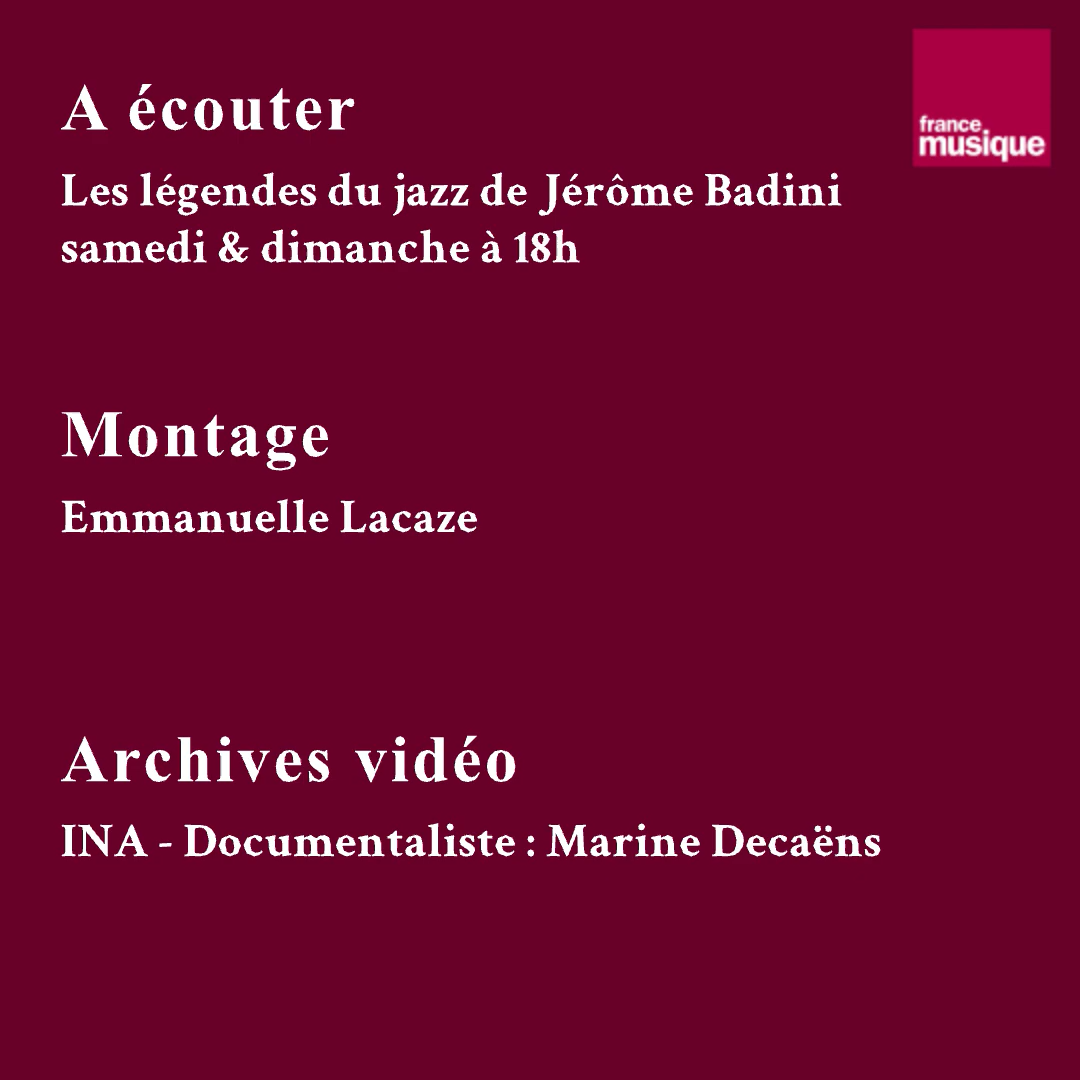 A écouter
france
musique
Les légendes du jazz de Jérôme Badini
samedi & dimanche à 18h
Montage
Emmanuelle Lacaze
Archives vidéo
INA - Documentaliste : Marine Decaëns